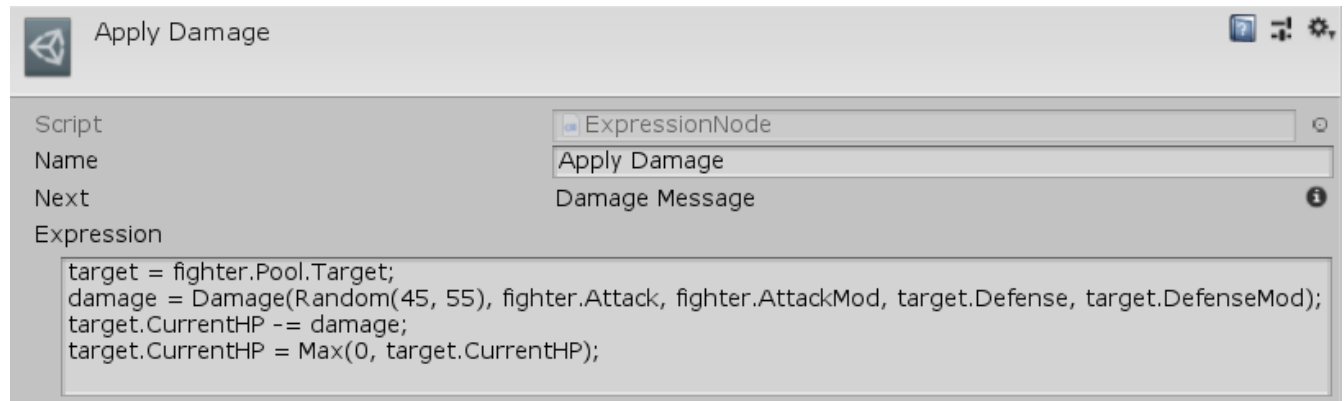 Apply Damage
Script ExpressionNode
Name Apply Damage
Next Damage Message
Expression
target = fighter.Pool.Target;
damage = Damage(Random(45, 55), fighter.Attack, fighter.AttackMod, target.Defense, target.DefenseMod);
target.CurrentHP -= damage;
target.CurrentHP = Max(0, target.CurrentHP);